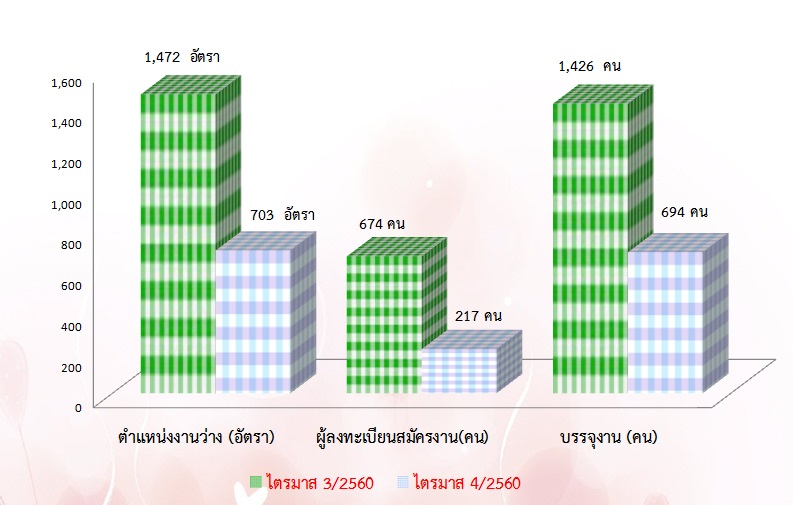 1,472 อัตรา
1,426 คน
1,600
1,400
1,200
1,000
800
600
400
200
0
703 อัตรา
674 คน
217 คน
694 คน
ตำแหน่งงานว่าง (อัตรา)
ผู้ลงทะเบียนสมัครงาน(คน)
บรรจุงาน (คน)
ไตรมาส 3/2560
ไตรมาส 4/2560